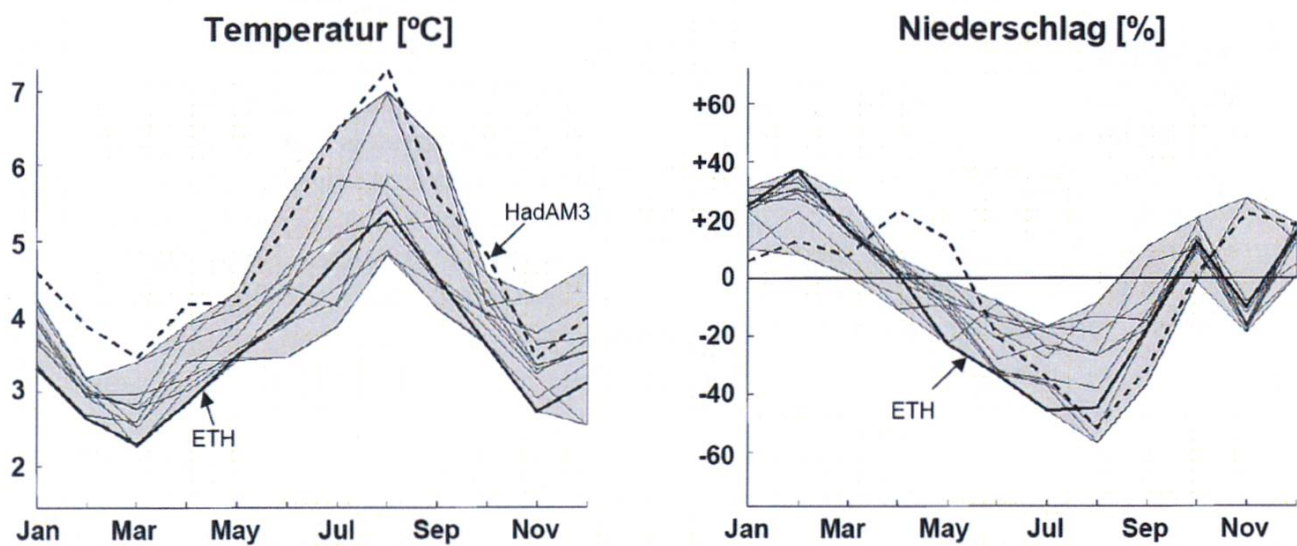 Temperatur [ºC]
7
6
5
4
3
2
HadAM3
ETH
Jan Mar May Jul Sep Nov
Niederschlag [%]
+60
+40
+20
0
-20
-40
-60
ETH
Jan Mar May Jul Sep Nov